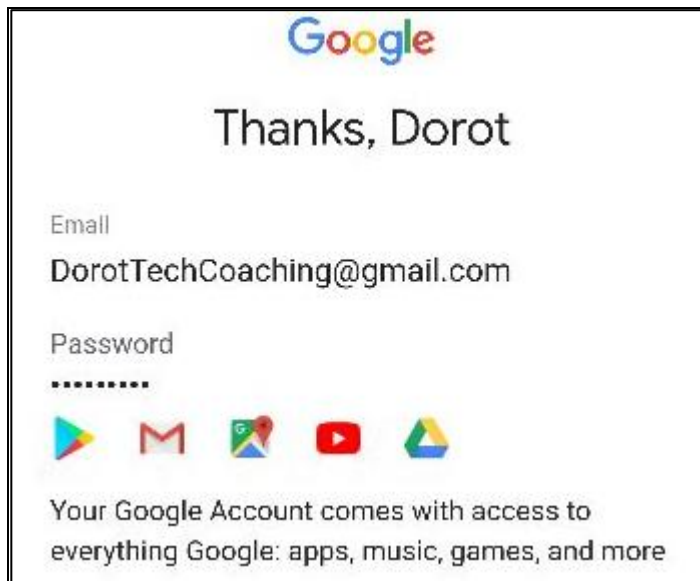 Google
Thanks, Dorot
Email
DorotTechCoaching@gmail.com
Password
•••••••••
Your Google Account comes with access to
everything Google: apps, music, games, and more